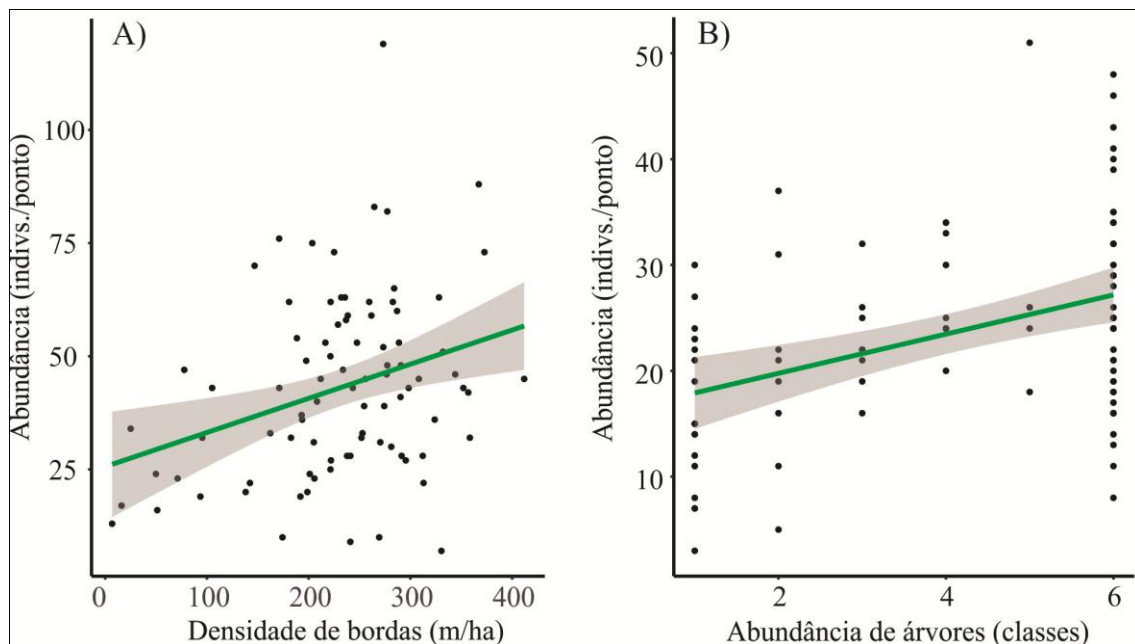 A)
Abundância (indivs./ponto)
100
75
50
25
0 100 200 300 400
Densidade de bordas (m/ha)
B)
Abundância (indivs./ponto)
50
40
30
20
10
2 4 6
Abundância de árvores (classes)